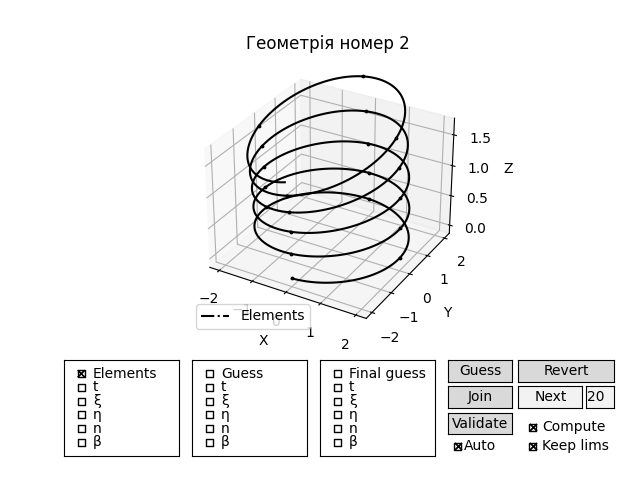 Геометрія номер 2
1.5
1.0
0.5
0.0
Z
−2
−1
0
1
2
X
−2
−1
0
1
2
Y
Elements
Elements
t
ξ
η
n
β
Guess
t
ξ
η
n
β
Final guess
t
ξ
η
n
β
Guess Revert
Join Next 20
Validate Compute
Auto Keep lims